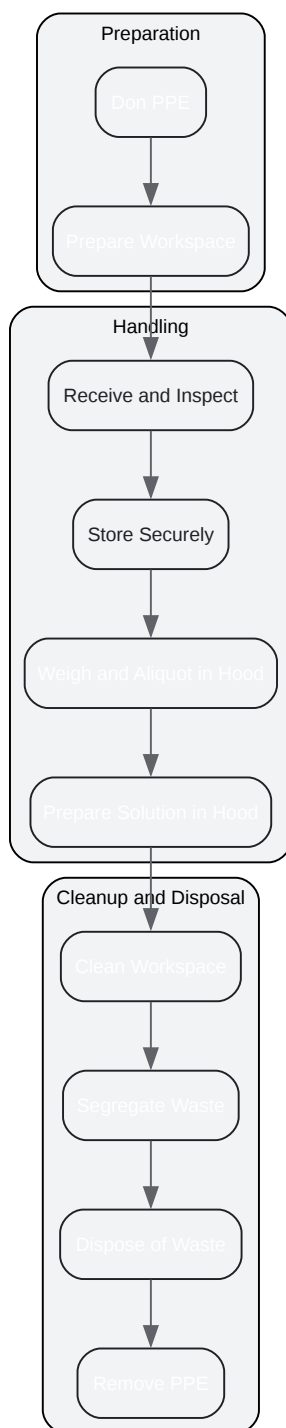 Preparation
Don PPE
Prepare Workspace
Handling
Receive and Inspect
Store Securely
Weigh and Aliquot in Hood
Prepare Solution in Hood
Cleanup and Disposal
Clean Workspace
Segregate Waste
Dispose of Waste
Remove PPE